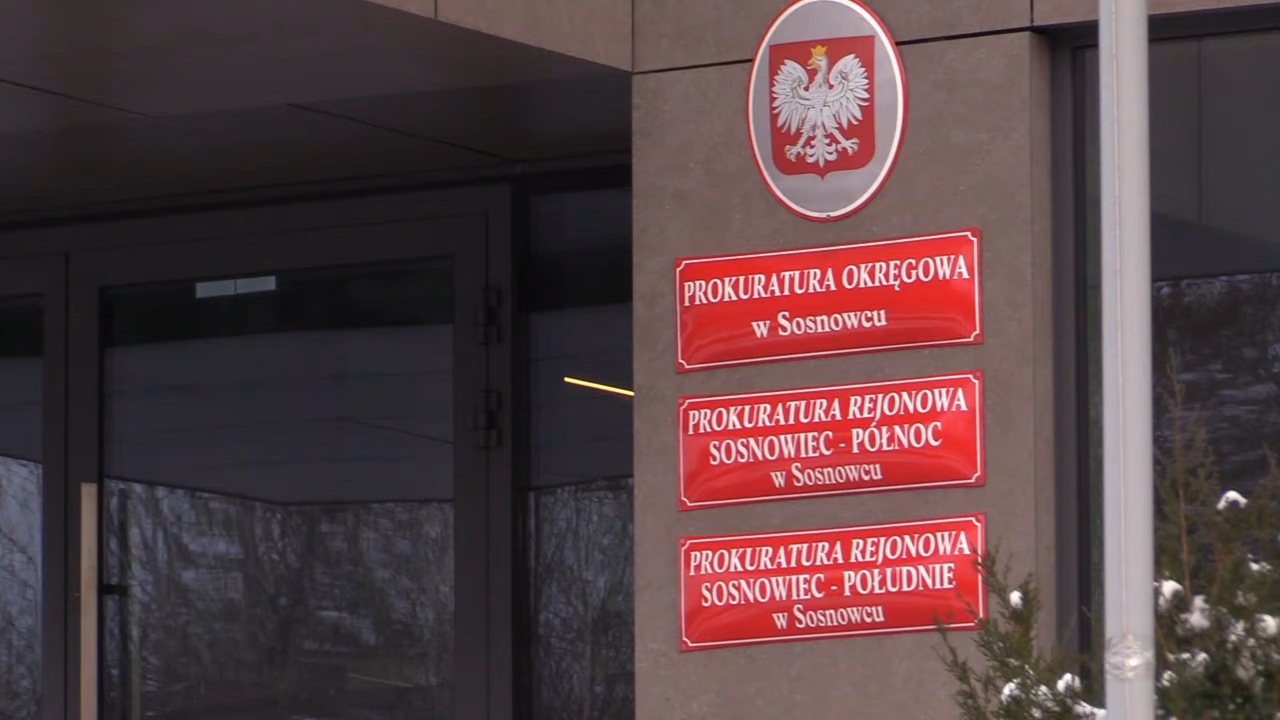 PROKURATURA OKRĘGOWA
w Sosnowcu
PROKURATURA REJONOWA
SOSNOWIEC - PÓŁNOC
w Sosnowcu
PROKURATURA REJONOWA
SOSNOWIEC - POŁUDNIE
w Sosnowcu